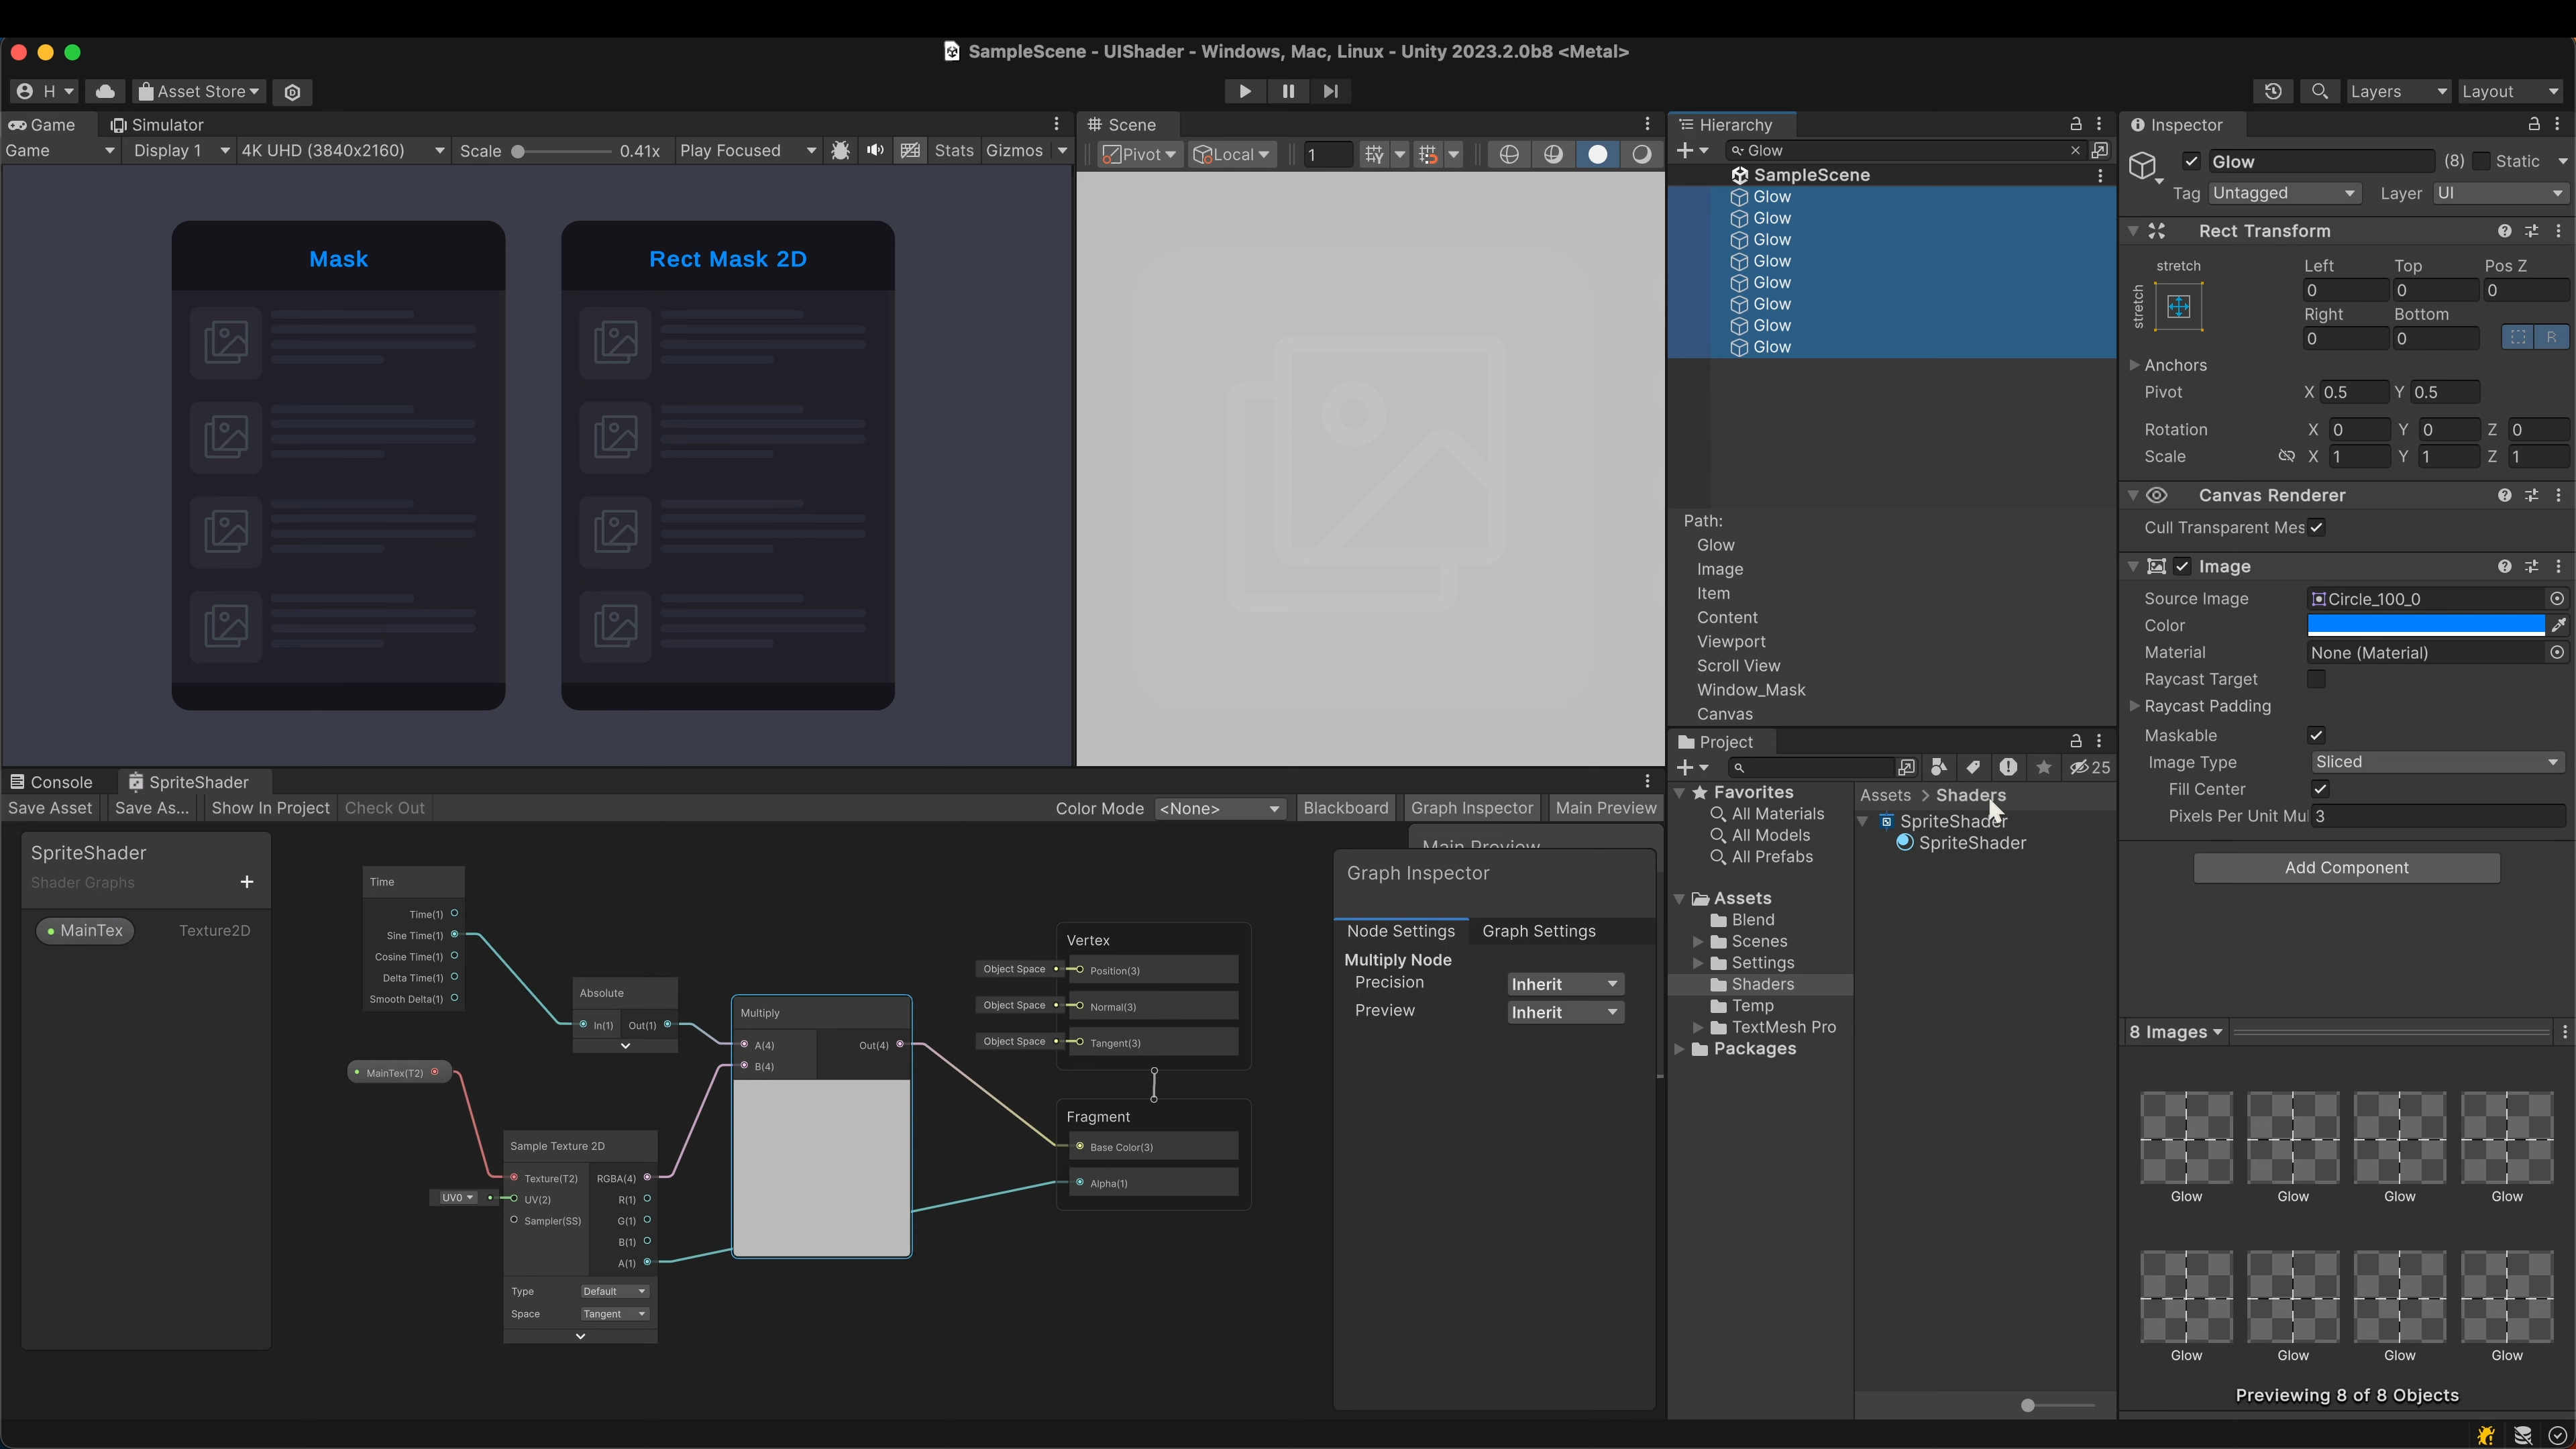 SampleScene - UIShader - Windows, Mac, Linux - Unity 2023.2.0b8 <Metal>
H
Asset Store
Layers
Layout
Game
Simulator
Game
Display 1
4K UHD (3840x2160)
Scale
0.41x
Play Focused
Stats
Gizmos
Mask
Rect Mask 2D
Scene
Pivot
Local
1
Hierarchy
Glow
SampleScene
Glow
Glow
Glow
Glow
Glow
Glow
Glow
Glow
Path:
Glow
Image
Item
Content
Viewport
Scroll View
Window_Mask
Canvas
Inspector
Glow
(8)
Static
Tag
Untagged
Layer
UI
Rect Transform
stretch
stretch
Left
Top
Pos Z
0
0
0
Right
Bottom
0
0
R
Anchors
Pivot
X
0.5
Y
0.5
Rotation
X
0
Y
0
Z
0
Scale
X
1
Y
1
Z
1
Canvas Renderer
Cull Transparent Mes
Image
Source Image
Circle_100_0
Color
Material
None (Material)
Raycast Target
Raycast Padding
Maskable
Image Type
Sliced
Fill Center
Pixels Per Unit Mul
3
Add Component
8 Images
Glow
Glow
Glow
Glow
Glow
Glow
Glow
Glow
Previewing 8 of 8 Objects
Project
25
Favorites
All Materials
All Models
All Prefabs
Assets
Blend
Scenes
Settings
Shaders
Temp
TextMesh Pro
Packages
Assets > Shaders
SpriteShader
SpriteShader
Console
SpriteShader
Save Asset
Save As...
Show In Project
Check Out
Color Mode
<None>
Blackboard
Graph Inspector
Main Preview
SpriteShader
Shader Graphs
+
MainTex
Texture2D
Time
Time(1)
Sine Time(1)
Cosine Time(1)
Delta Time(1)
Smooth Delta(1)
MainTex(T2)
Absolute
In(1)
Out(1)
Sample Texture 2D
Texture(T2)
RGBA(4)
UV0
UV(2)
R(1)
Sampler(SS)
G(1)
B(1)
A(1)
Type
Default
Space
Tangent
Multiply
A(4)
Out(4)
B(4)
Vertex
Object Space
Position(3)
Object Space
Normal(3)
Object Space
Tangent(3)
Fragment
Base Color(3)
Alpha(1)
Main Preview
Graph Inspector
Node Settings
Graph Settings
Multiply Node
Precision
Inherit
Preview
Inherit